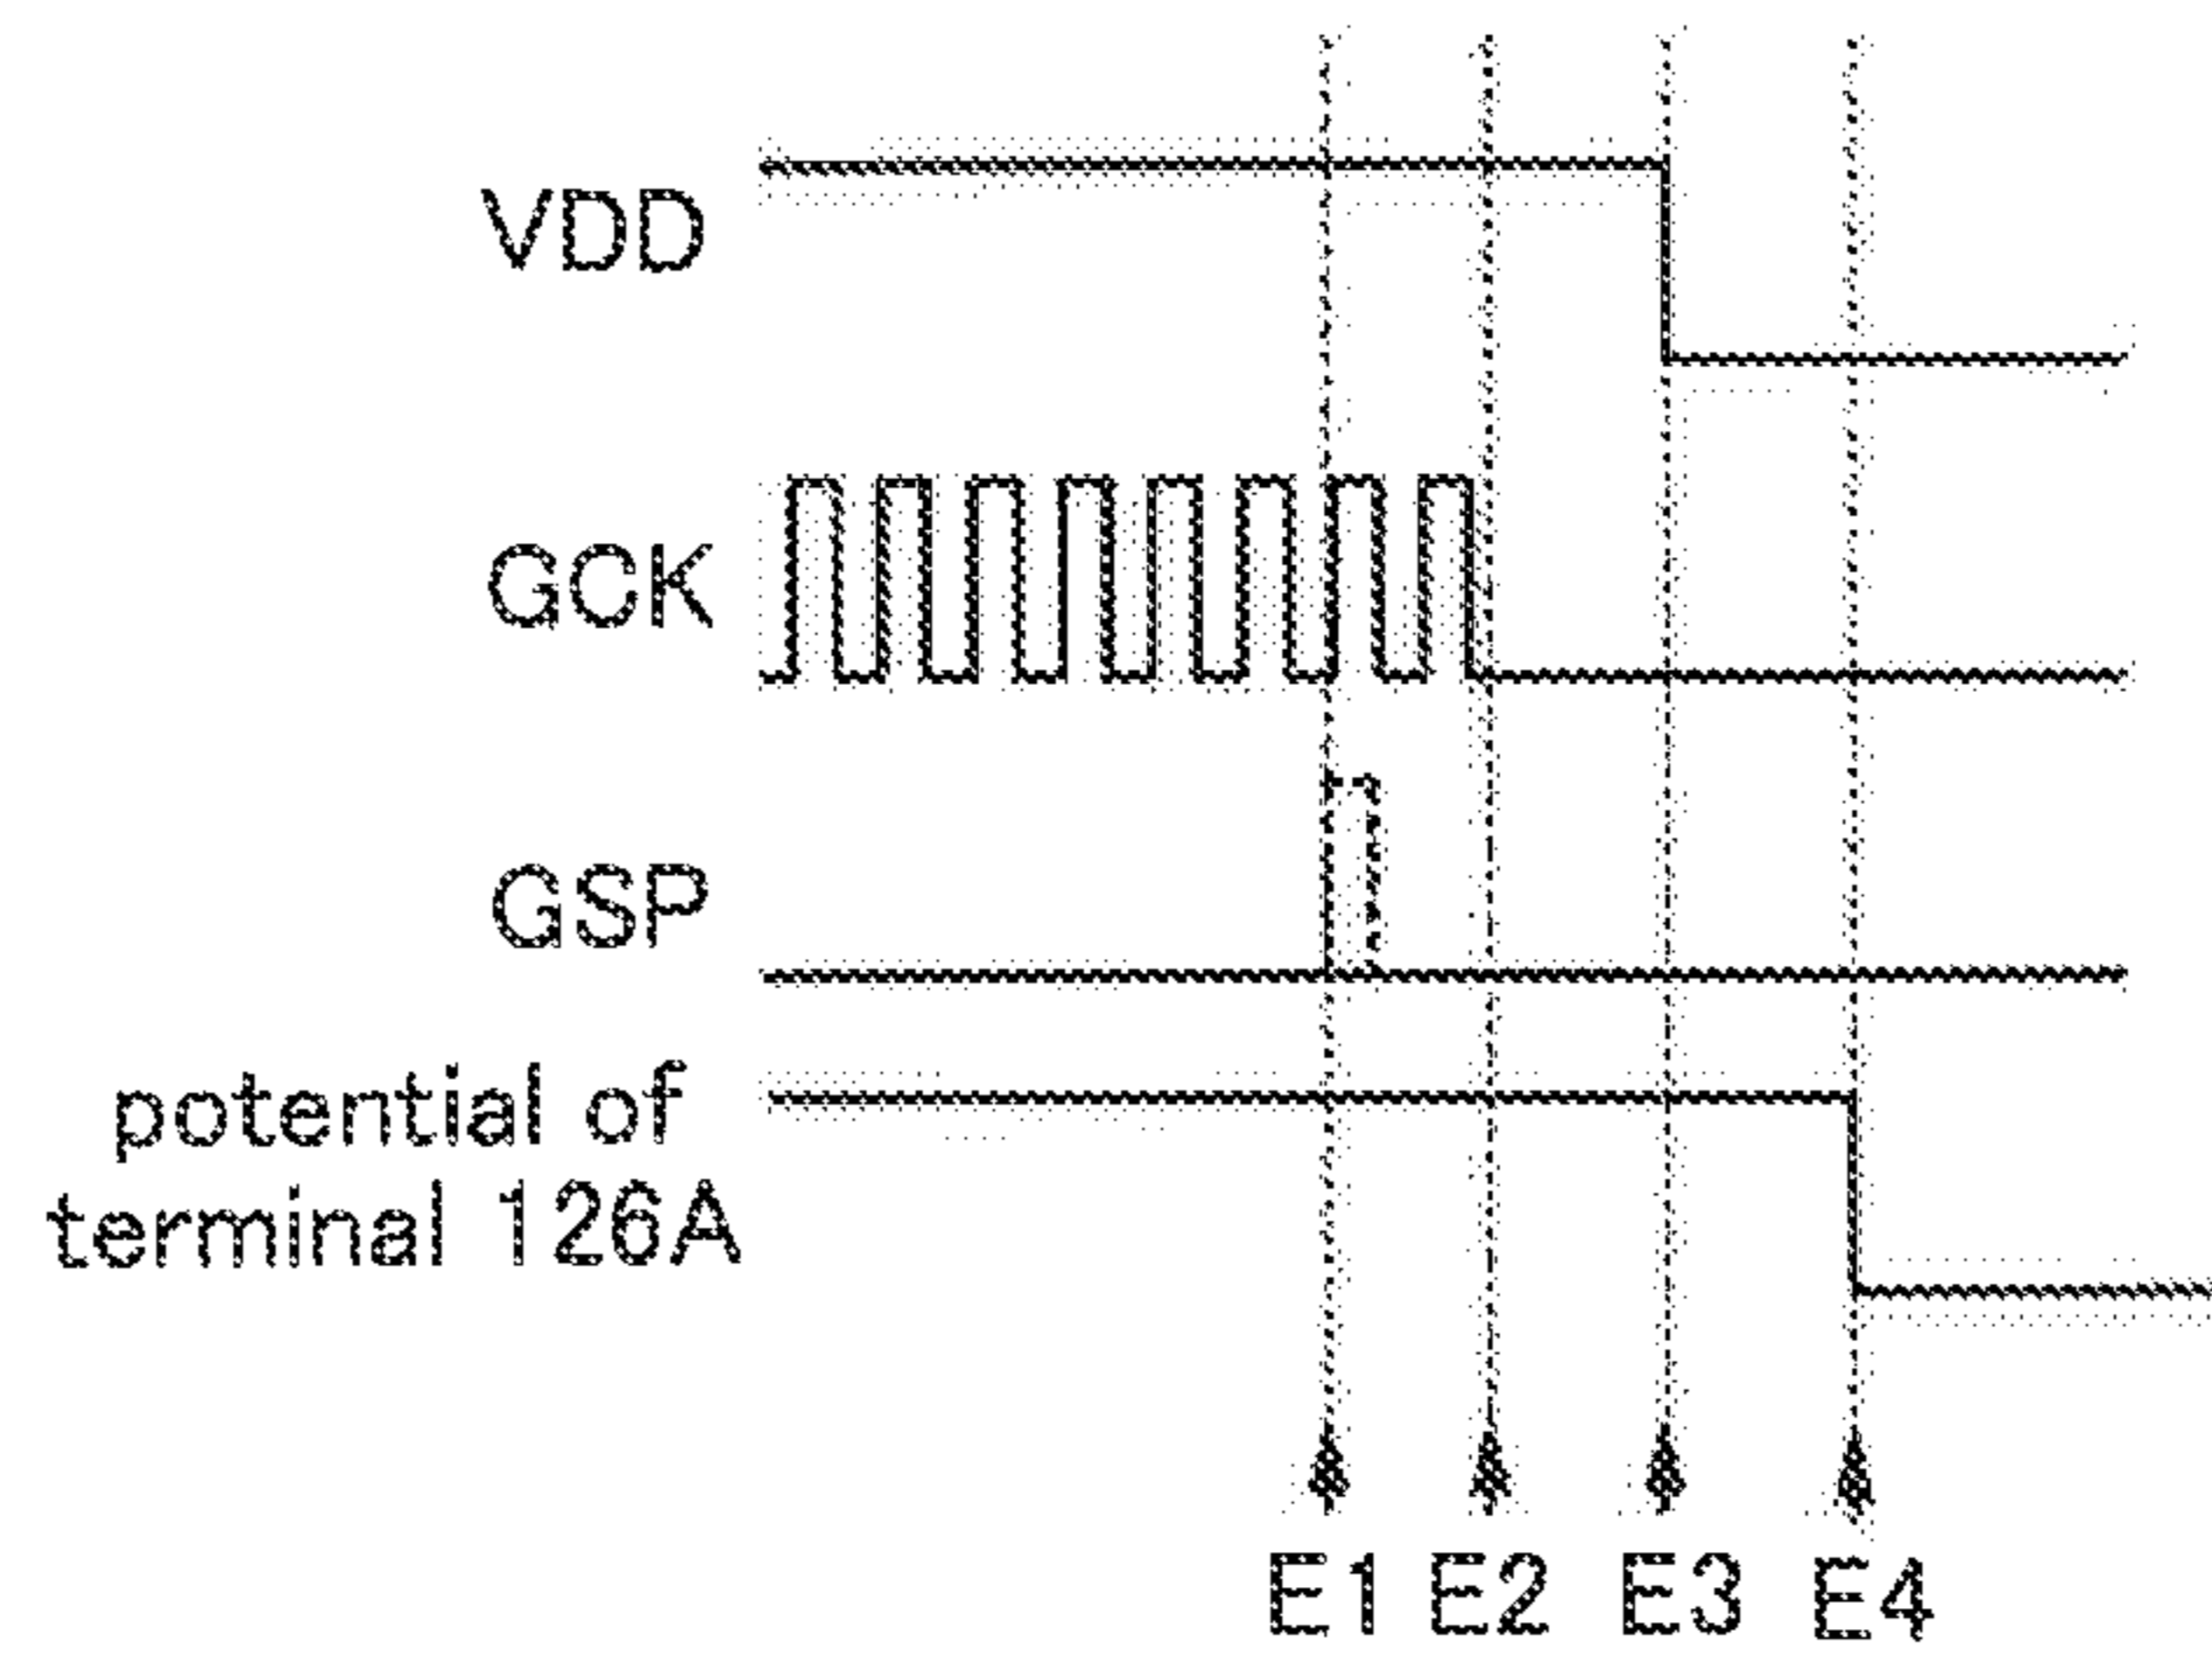 VDD
GCK
GSP
potential of
terminal 126A
E1 E2 E3 E4